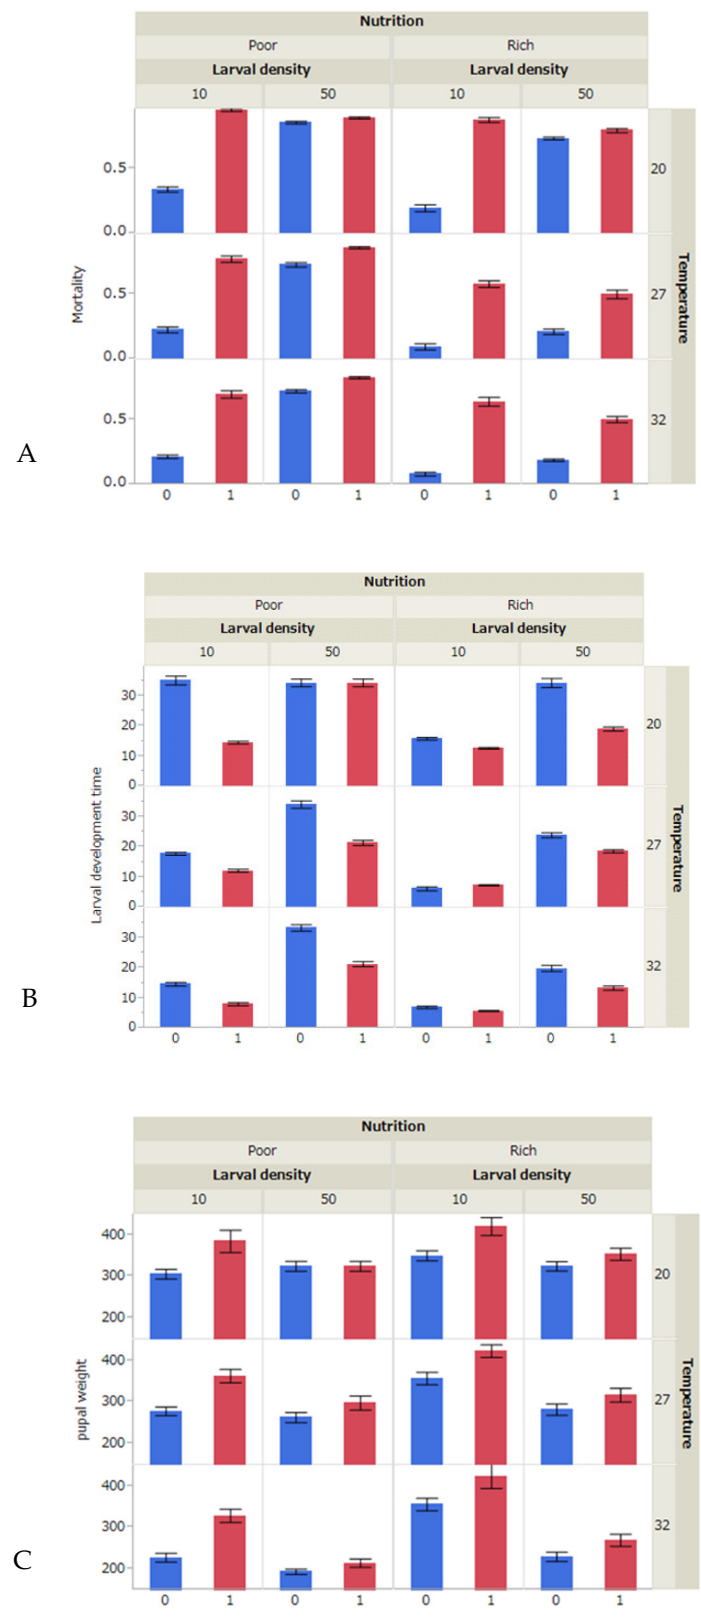 Nutrition
Poor Rich
Larval density Larval density
10 50 10 50
0.5
0.0
20
Mortality
0.5
0.0
27
Temperature
0.5
0.0
32
A
0 1 0 1 0 1 0 1
Nutrition
Poor Rich
Larval density Larval density
10 50 10 50
30
20
10
0
20
Larval development time
30
20
10
0
27
Temperature
30
20
10
0
32
B
0 1 0 1 0 1 0 1
Nutrition
Poor Rich
Larval density Larval density
10 50 10 50
400
300
200
20
pupal weight
400
300
200
27
Temperature
400
300
200
32
C
0 1 0 1 0 1 0 1